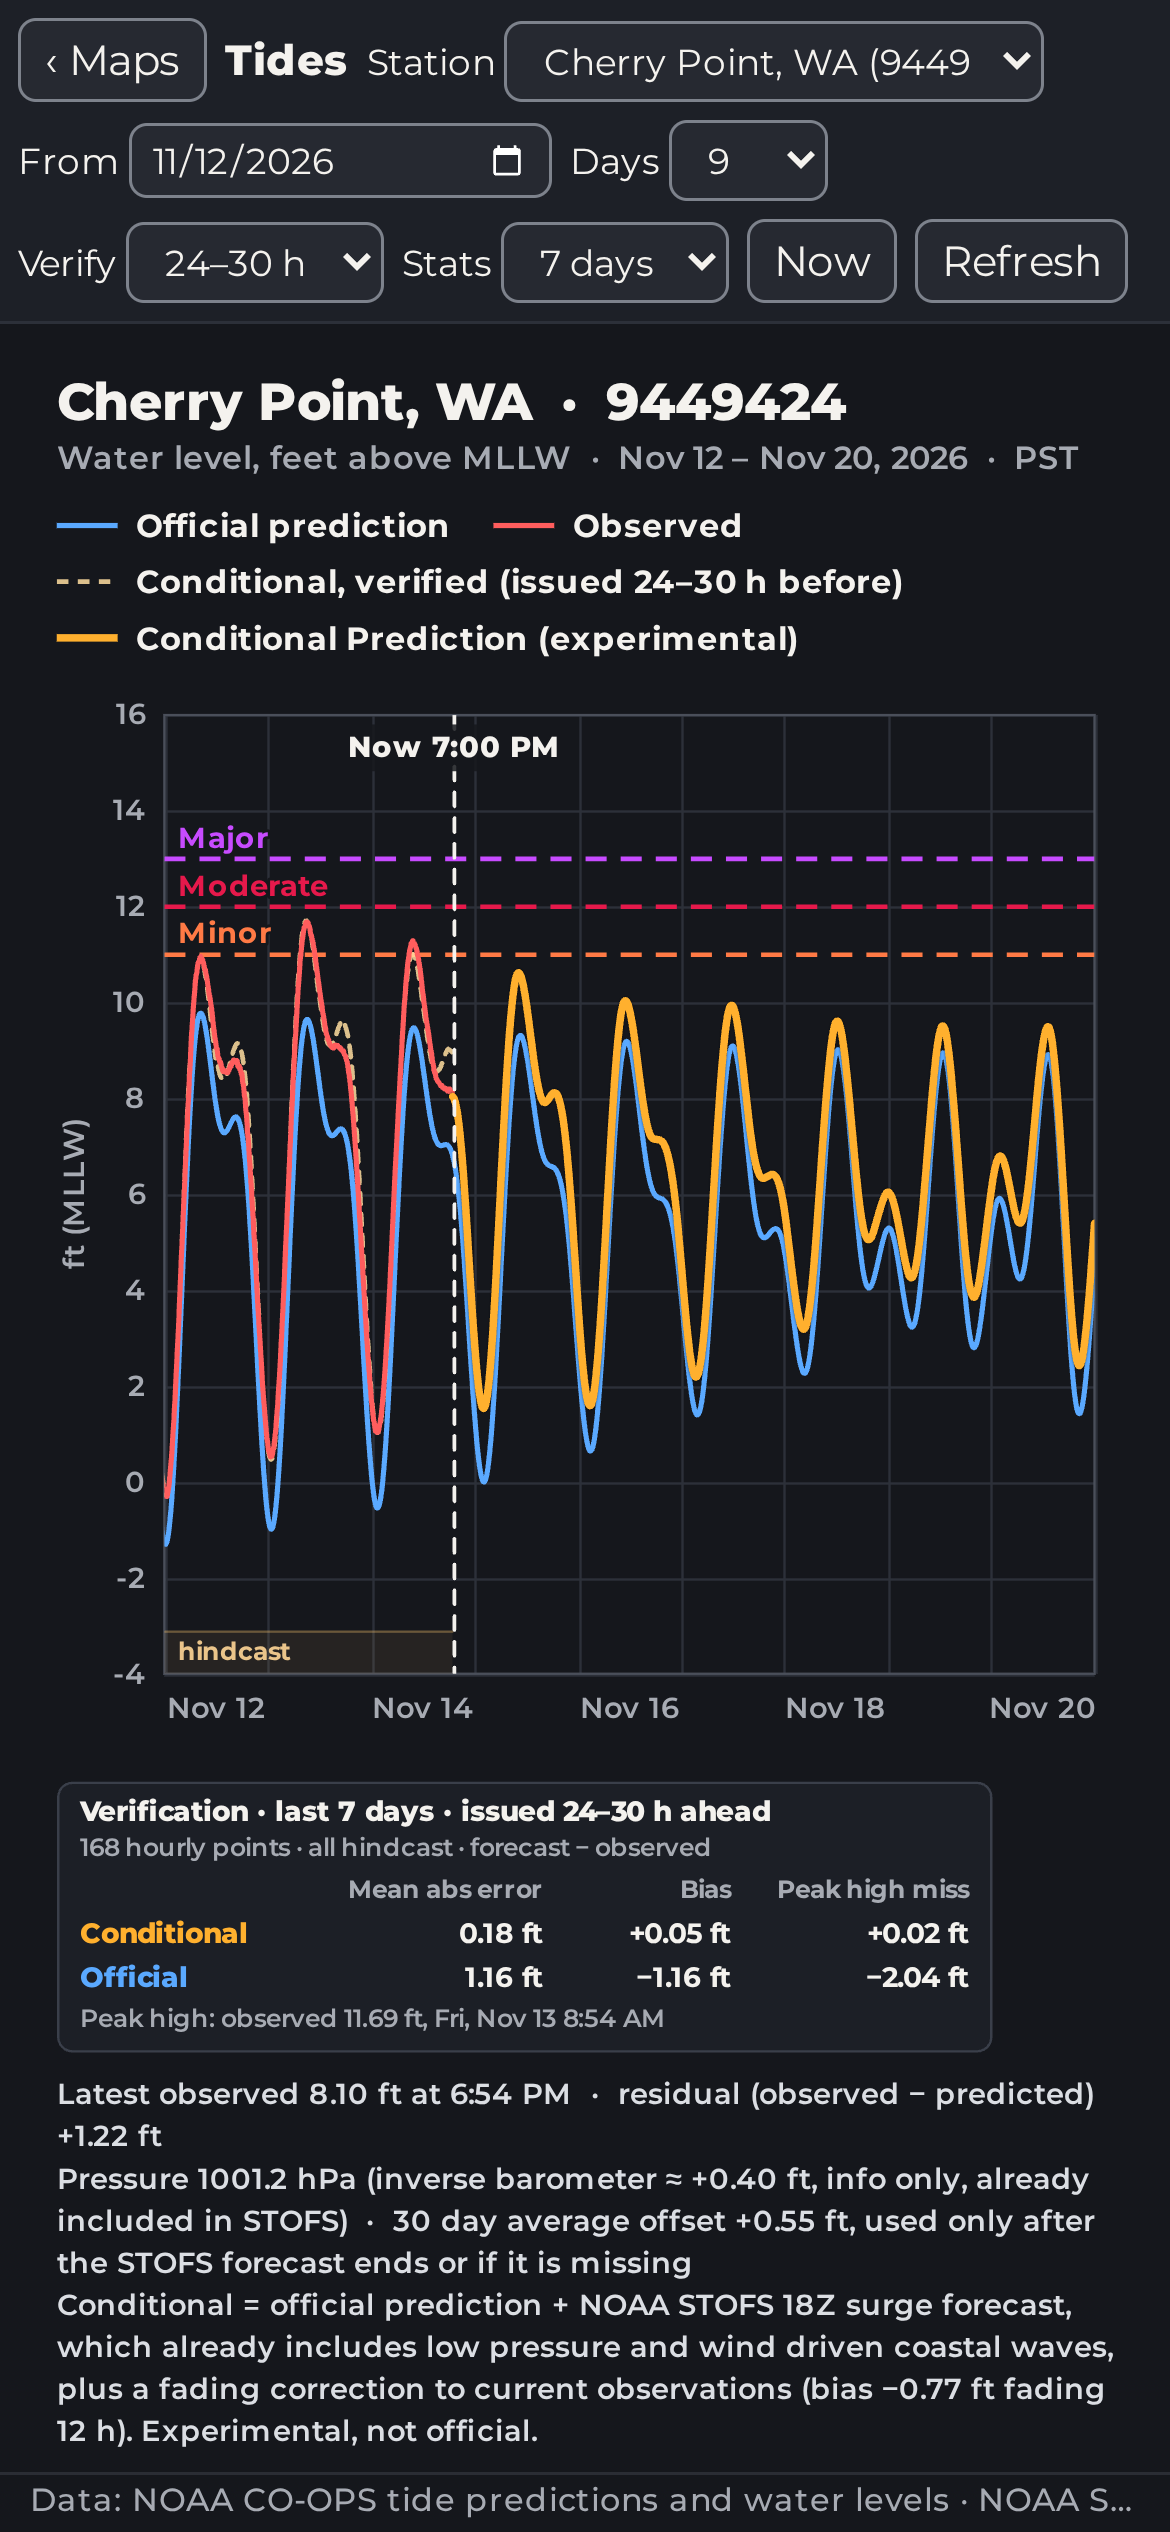 ‹ Maps Tides Station Cherry Point, WA (9449
From 11/12/2026 Days 9
Verify 24–30 h Stats 7 days Now Refresh
Cherry Point, WA · 9449424
Water level, feet above MLLW · Nov 12 – Nov 20, 2026 · PST
Official prediction Observed
Conditional, verified (issued 24–30 h before)
Conditional Prediction (experimental)
16
Now 7:00 PM
14
Major
Moderate
12
Minor
10
8
ft (MLLW)
6
4
2
0
-2
hindcast
-4
Nov 12 Nov 14 Nov 16 Nov 18 Nov 20
Verification · last 7 days · issued 24–30 h ahead
168 hourly points · all hindcast · forecast − observed
Mean abs error Bias Peak high miss
Conditional 0.18 ft +0.05 ft +0.02 ft
Official 1.16 ft −1.16 ft −2.04 ft
Peak high: observed 11.69 ft, Fri, Nov 13 8:54 AM
Latest observed 8.10 ft at 6:54 PM · residual (observed − predicted)
+1.22 ft
Pressure 1001.2 hPa (inverse barometer ≈ +0.40 ft, info only, already
included in STOFS) · 30 day average offset +0.55 ft, used only after
the STOFS forecast ends or if it is missing
Conditional = official prediction + NOAA STOFS 18Z surge forecast,
which already includes low pressure and wind driven coastal waves,
plus a fading correction to current observations (bias −0.77 ft fading
12 h). Experimental, not official.
Data: NOAA CO-OPS tide predictions and water levels · NOAA S...